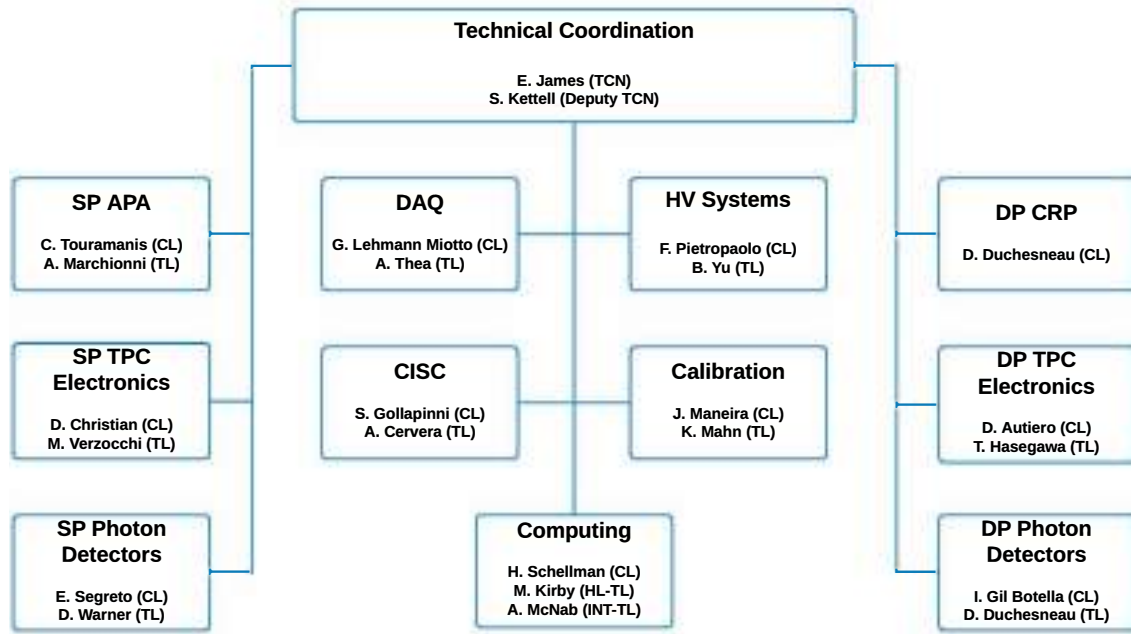 Technical Coordination
E. James (TCN)
S. Kettell (Deputy TCN)
SP APA
C. Touramanis (CL)
A. Marchionni (TL)
DAQ
G. Lehmann Miotto (CL)
A. Thea (TL)
HV Systems
F. Pietropaolo (CL)
B. Yu (TL)
DP CRP
D. Duchesneau (CL)
SP TPC
Electronics
D. Christian (CL)
M. Verzocchi (TL)
CISC
S. Gollapinni (CL)
A. Cervera (TL)
Calibration
J. Maneira (CL)
K. Mahn (TL)
DP TPC
Electronics
D. Autiero (CL)
T. Hasegawa (TL)
SP Photon
Detectors
E. Segreto (CL)
D. Warner (TL)
Computing
H. Schellman (CL)
M. Kirby (HL-TL)
A. McNab (INT-TL)
DP Photon
Detectors
I. Gil Botella (CL)
D. Duchesneau (TL)